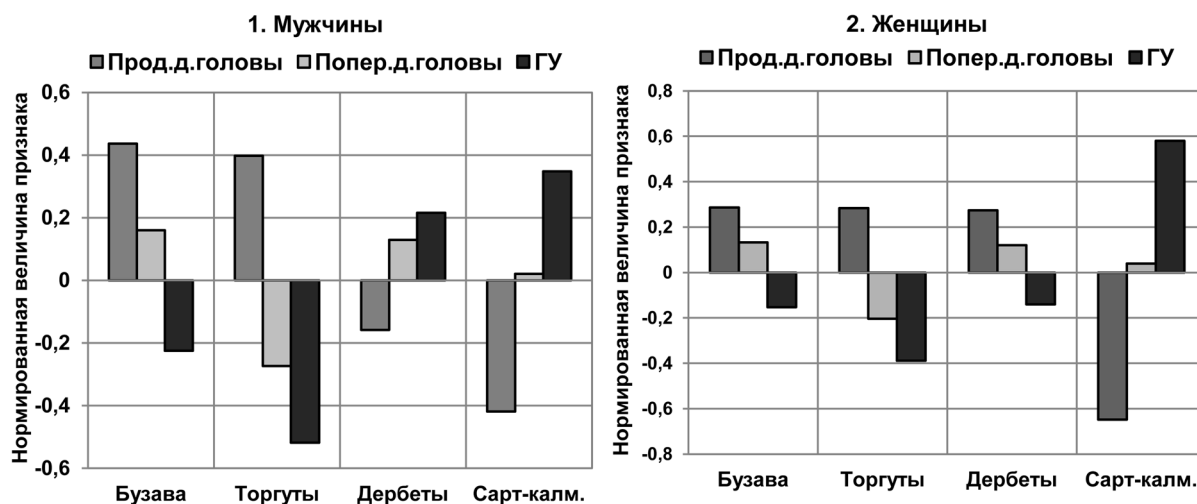 1. Мужчины
Прод.д.головы Попер.д.головы ГУ
Нормированная величина признака
0,6
0,4
0,2
0
-0,2
-0,4
-0,6
Бузава Торгуты Дербеты Сарт-калм.
2. Женщины
Прод.д.головы Попер.д.головы ГУ
Нормированная величина признака
0,8
0,6
0,4
0,2
0
-0,2
-0,4
-0,6
-0,8
Бузава Торгуты Дербеты Сарт-калм.